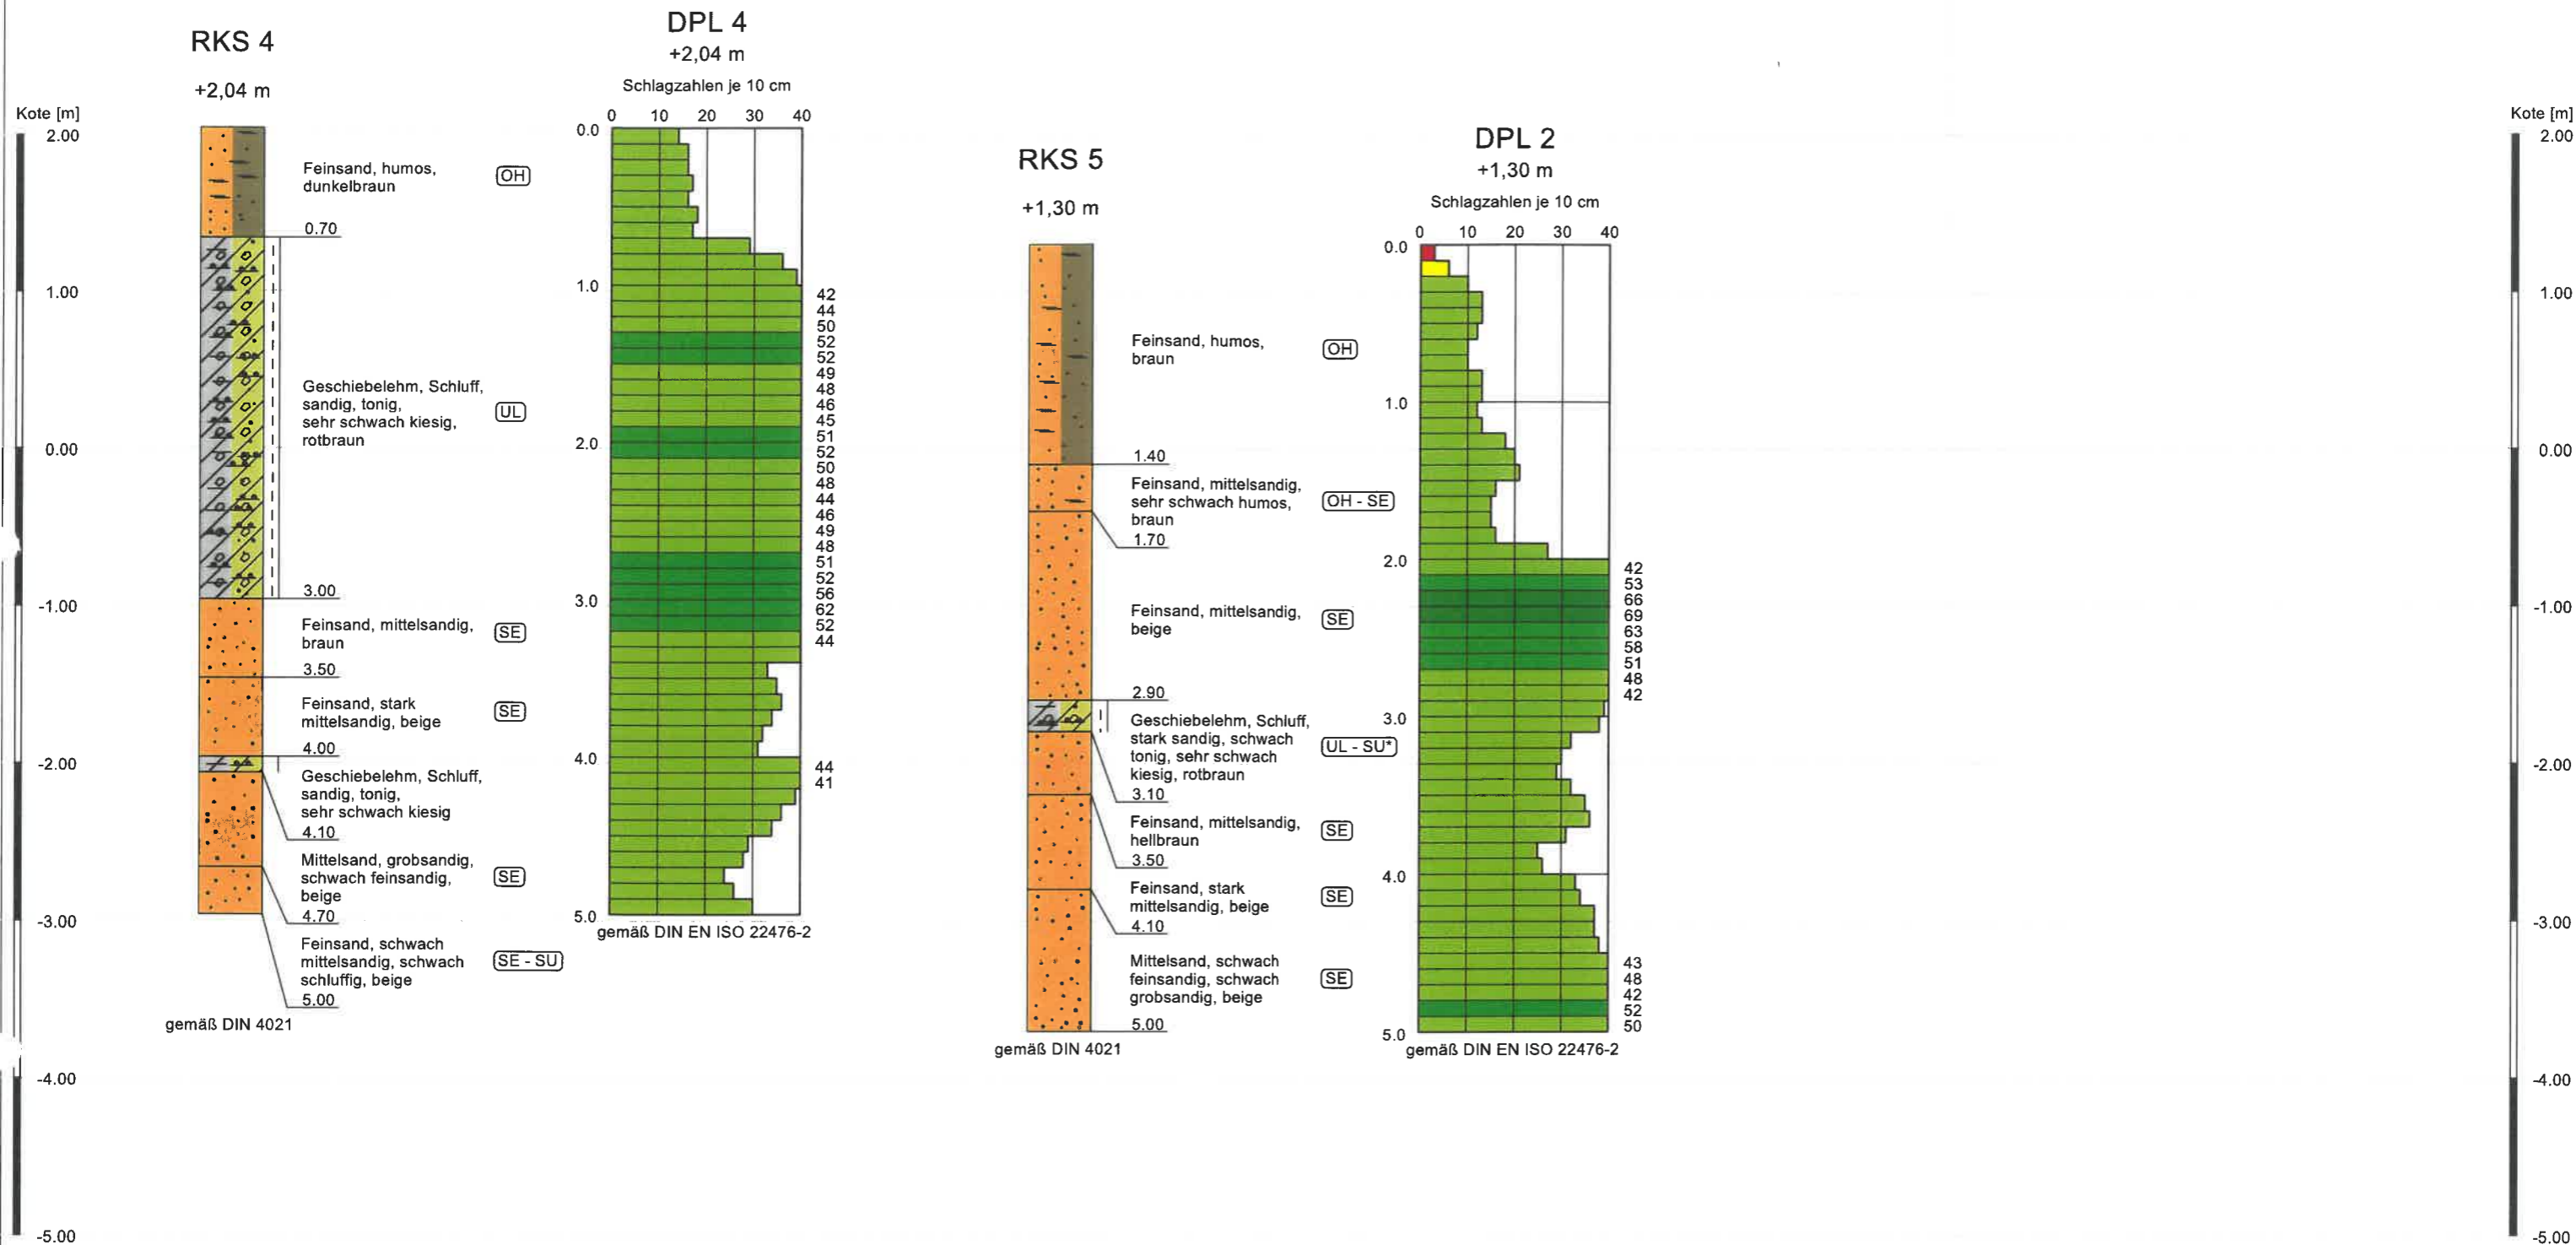 Kote [m]
2.00
1.00
0.00
-1.00
-2.00
-3.00
-4.00
-5.00
RKS 4
+2,04 m
Feinsand, humos,
dunkelbraun
OH
0.70
Geschiebelehm, Schluff,
sandig, tonig,
sehr schwach kiesig,
rotbraun
UL
3.00
Feinsand, mittelsandig,
braun
SE
3.50
Feinsand, stark
mittelsandig, beige
SE
4.00
Geschiebelehm, Schluff,
sandig, tonig,
sehr schwach kiesig
4.10
Mittelsand, grobsandig,
schwach feinsandig,
beige
SE
4.70
Feinsand, schwach
mittelsandig, schwach
schluffig, beige
SE - SU
5.00
gemäß DIN 4021
DPL 4
+2,04 m
Schlagzahlen je 10 cm
0 10 20 30 40
0.0
1.0
2.0
3.0
4.0
5.0
42
44
50
52
52
49
48
46
45
51
52
50
48
44
46
49
48
51
52
56
62
52
44
44
41
gemäß DIN EN ISO 22476-2
RKS 5
+1,30 m
Feinsand, humos,
braun
OH
1.40
Feinsand, mittelsandig,
sehr schwach humos,
braun
OH - SE
1.70
Feinsand, mittelsandig,
beige
SE
2.90
Geschiebelehm, Schluff,
stark sandig, schwach
tonig, sehr schwach
kiesig, rotbraun
UL - SU*
3.10
Feinsand, mittelsandig,
hellbraun
SE
3.50
Feinsand, stark
mittelsandig, beige
SE
4.10
Mittelsand, schwach
feinsandig, schwach
grobsandig, beige
SE
5.00
gemäß DIN 4021
DPL 2
+1,30 m
Schlagzahlen je 10 cm
0 10 20 30 40
0.0
1.0
2.0
3.0
4.0
5.0
42
53
66
69
63
58
51
48
42
43
48
42
52
50
gemäß DIN EN ISO 22476-2
Kote [m]
2.00
1.00
0.00
-1.00
-2.00
-3.00
-4.00
-5.00